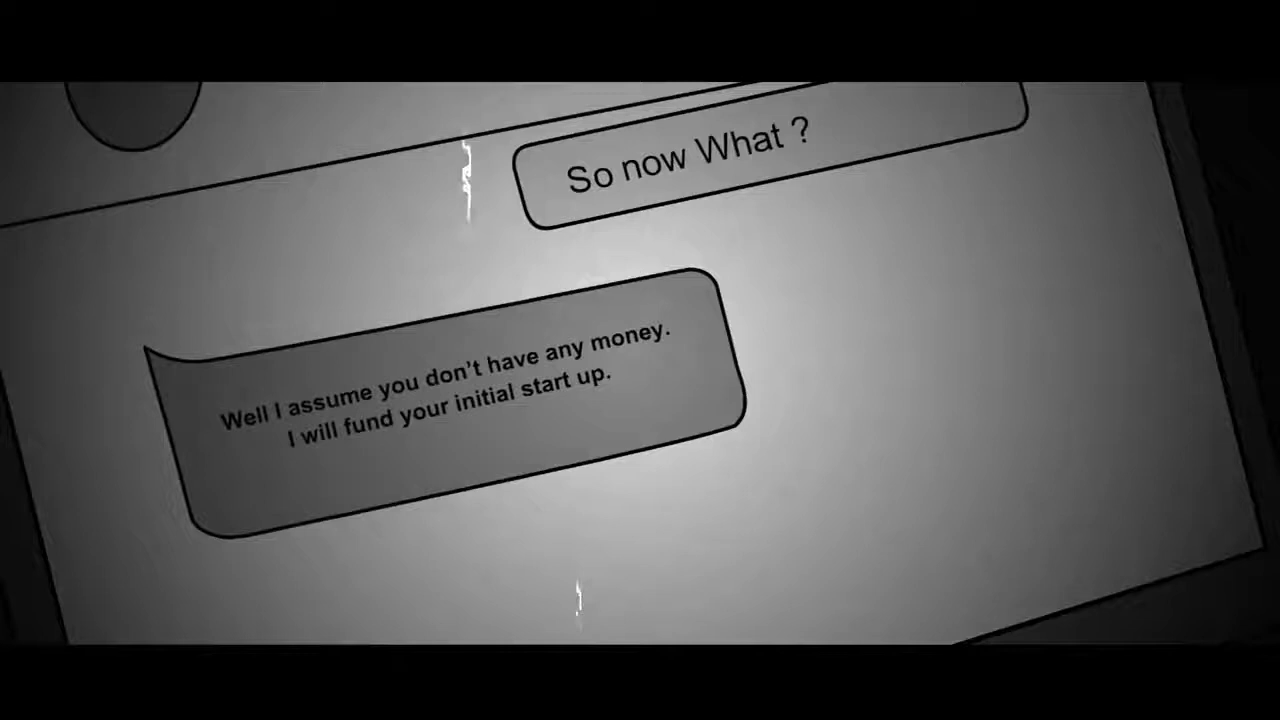 So now What ?
Well I assume you don't have any money.
I will fund your initial start up.